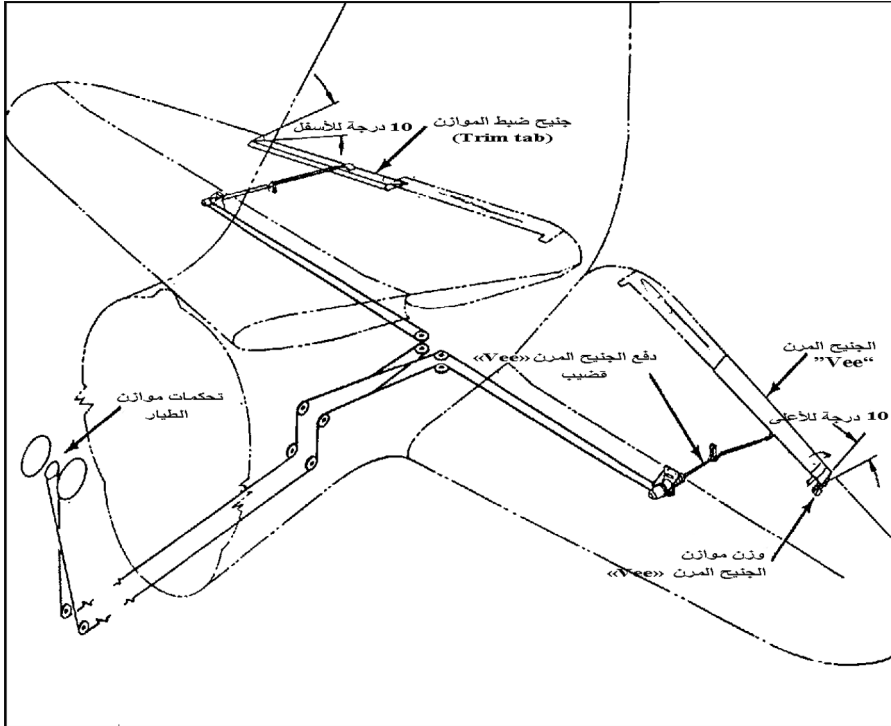 جنيح ضبط الموازن
(Trim tab)
10 درجة للأسفل
دفع الجنيح المرن «Vee»
قضيب
الجنيح المرن
”Vee“
10 درجة للأعلى
تحكمات موازن
الطيار
وزن موازن
الجنيح المرن «Vee»